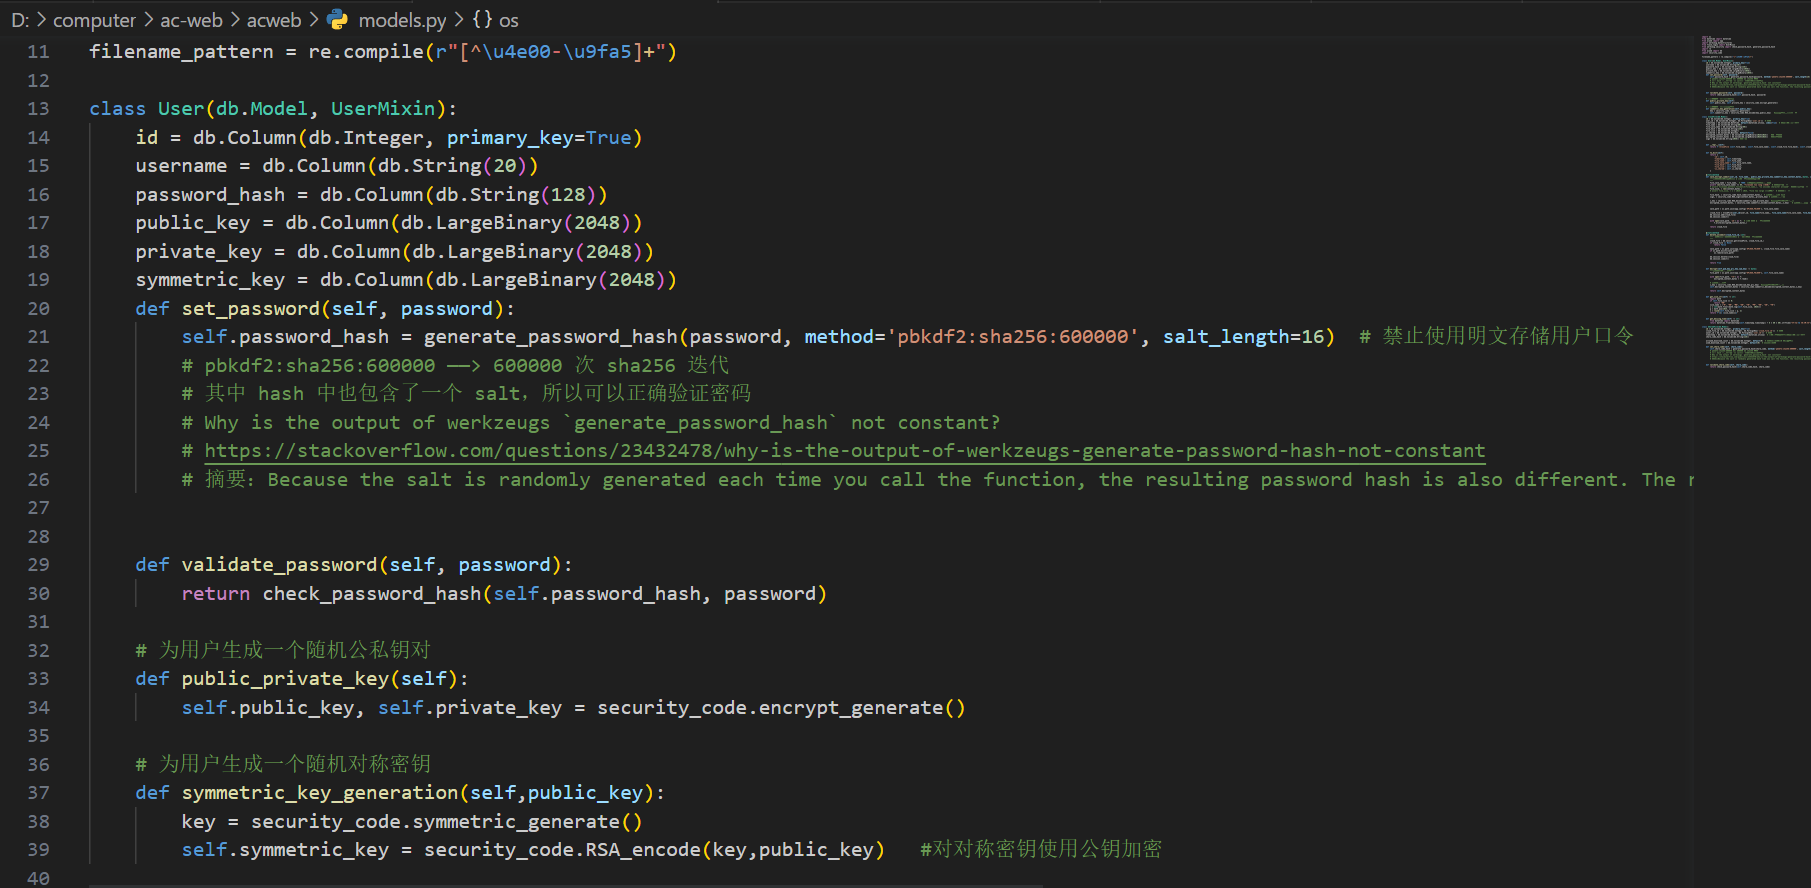 D: > computer > ac-web > acweb > models.py > {} os
11 filename_pattern = re.compile(r"[^\u4e00-\u9fa5]+")
12
13 class User(db.Model, UserMixin):
14 id = db.Column(db.Integer, primary_key=True)
15 username = db.Column(db.String(20))
16 password_hash = db.Column(db.String(128))
17 public_key = db.Column(db.LargeBinary(2048))
18 private_key = db.Column(db.LargeBinary(2048))
19 symmetric_key = db.Column(db.LargeBinary(2048))
20 def set_password(self, password):
21 self.password_hash = generate_password_hash(password, method='pbkdf2:sha256:600000', salt_length=16) # 禁止使用明文存储用户口令
22 # pbkdf2:sha256:600000 ——> 600000 次 sha256 迭代
23 # 其中 hash 中也包含了一个 salt，所以可以正确验证密码
24 # Why is the output of werkzeugs `generate_password_hash` not constant?
25 # https://stackoverflow.com/questions/23432478/why-is-the-output-of-werkzeugs-generate-password-hash-not-constant
26 # 摘要：Because the salt is randomly generated each time you call the function, the resulting password hash is also different. The
27
28
29 def validate_password(self, password):
30 return check_password_hash(self.password_hash, password)
31
32 # 为用户生成一个随机公私钥对
33 def public_private_key(self):
34 self.public_key, self.private_key = security_code.encrypt_generate()
35
36 # 为用户生成一个随机对称密钥
37 def symmetric_key_generation(self,public_key):
38 key = security_code.symmetric_generate()
39 self.symmetric_key = security_code.RSA_encode(key,public_key) #对对称密钥使用公钥加密
40